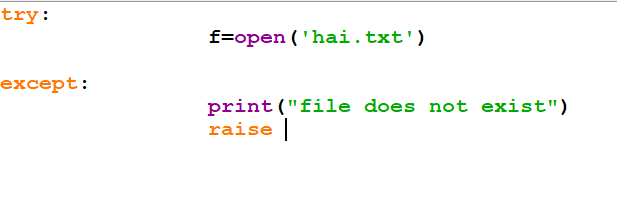 try:
f=open('hai.txt')
except:
print("file does not exist")
raise